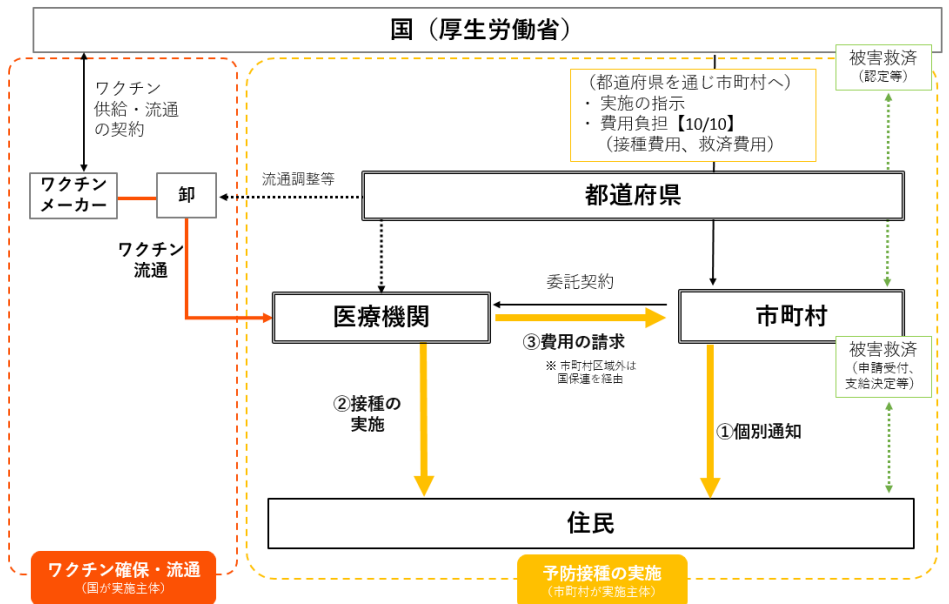 国（厚生労働省）
ワクチン
供給・流通
の契約
（都道府県を通じ市町村へ）
・ 実施の指示
・ 費用負担【10/10】
（接種費用、救済費用）
被害救済
（認定等）
ワクチン
メーカー
卸
流通調整等
都道府県
ワクチン
流通
医療機関
委託契約
市町村
③費用の請求
※ 市町村区域外は
国保連を経由
被害救済
（申請受付、
支給決定等）
②接種の
実施
①個別通知
住民
ワクチン確保・流通
（国が実施主体）
予防接種の実施
（市町村が実施主体）